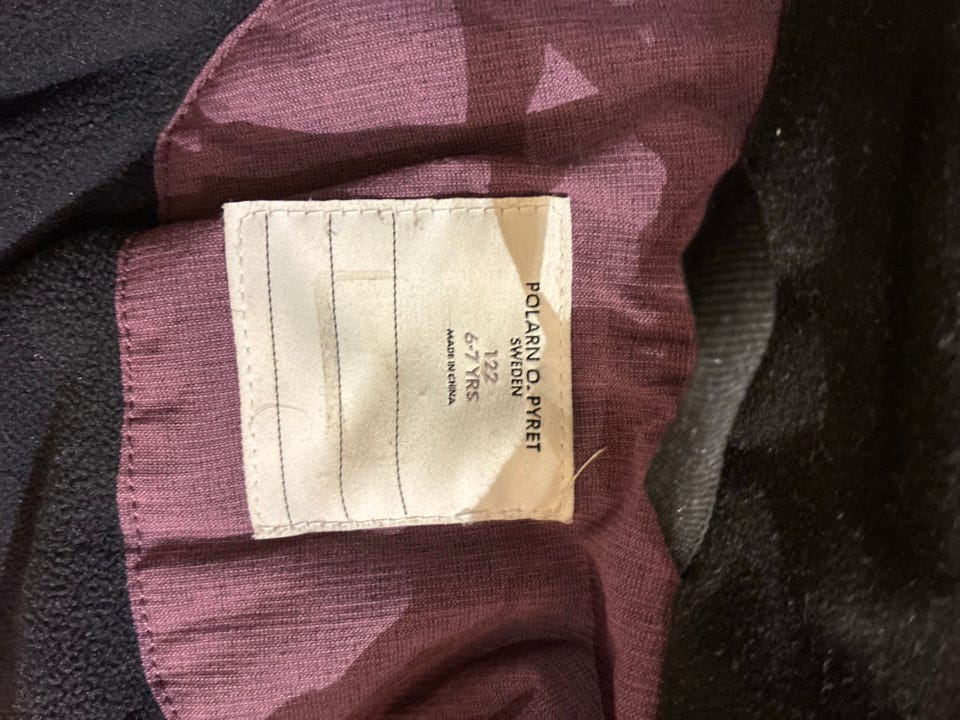 POLARN O. PYRET
SWEDEN
122
6-7 YRS
MADE IN CHINA